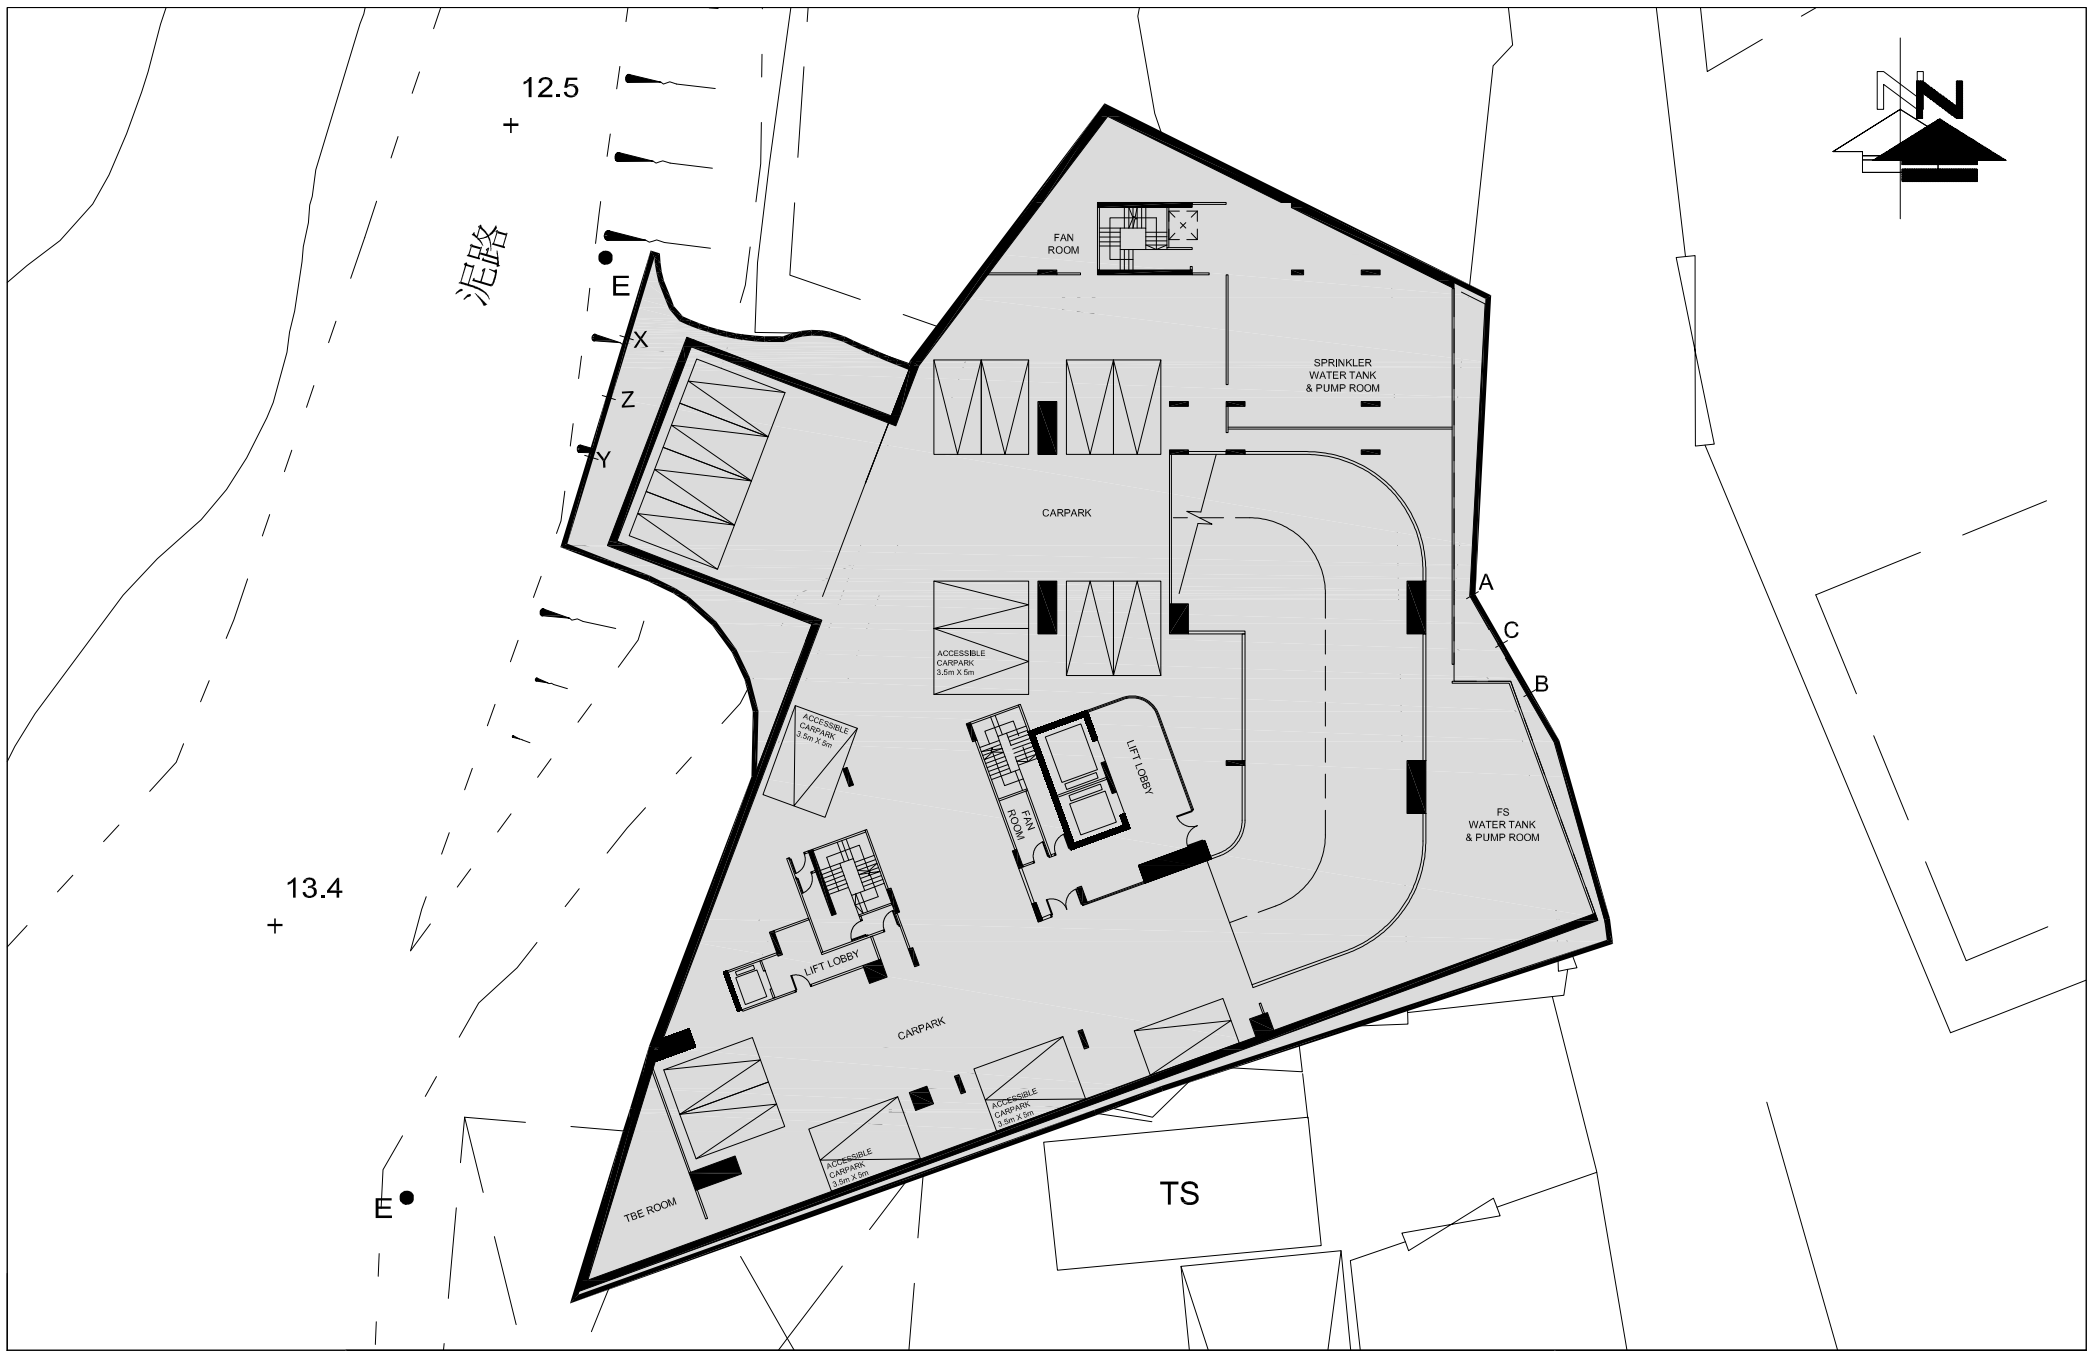 12.5
N
N
泥路
E
X
Z
Y
FAN
ROOM
SPRINKLER
WATER TANK
& PUMP ROOM
CARPARK
A
C
B
ACCESSIBLE
CARPARK
3.5m X 5m
ACCESSIBLE
CARPARK
3.5m X 5m
LIFT LOBBY
FAN
ROOM
FS
WATER TANK
& PUMP ROOM
13.4
LIFT LOBBY
CARPARK
ACCESSIBLE
CARPARK
3.5m X 5m
ACCESSIBLE
CARPARK
3.5m X 5m
TBE ROOM
E
TS